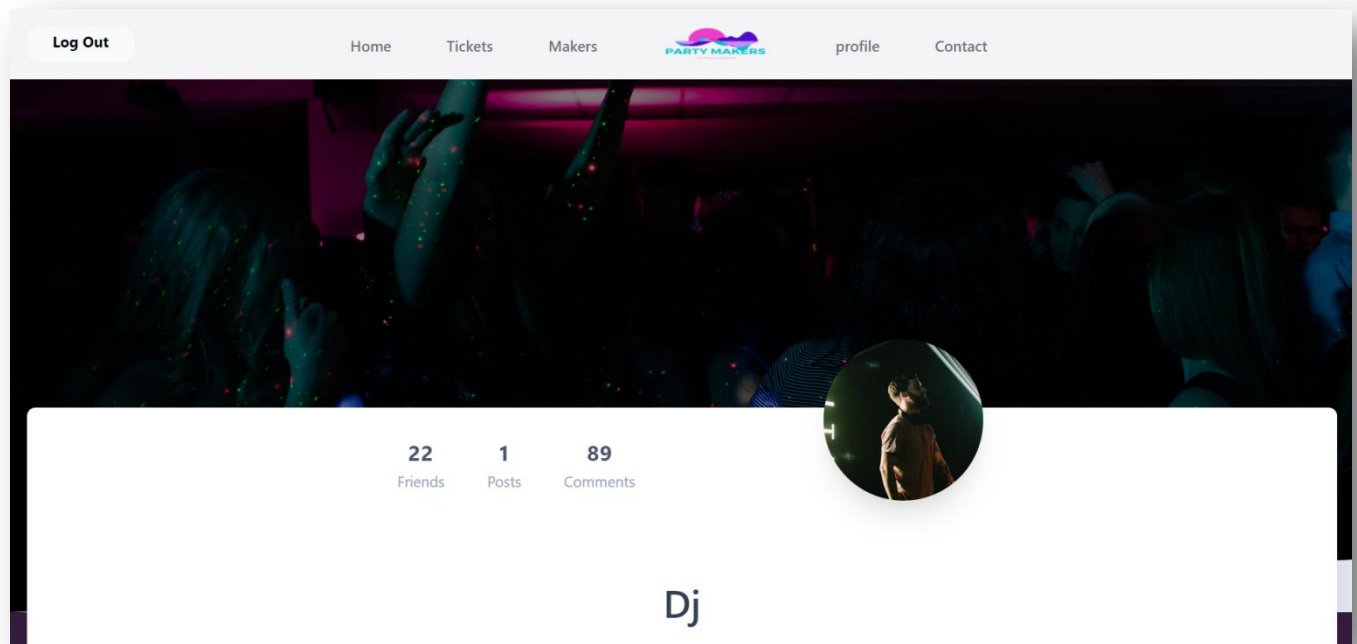 Log Out
Home Tickets Makers PARTY MAKERS profile Contact
22 1 89
Friends Posts Comments
Dj